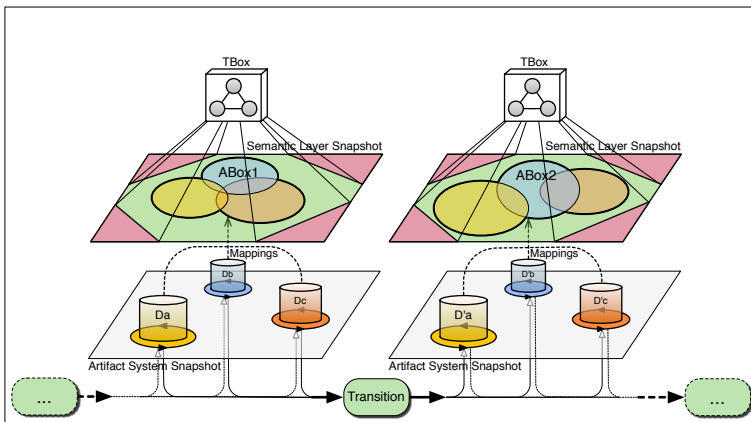 TBox
TBox
Semantic Layer Snapshot
Semantic Layer Snapshot
ABox1
ABox2
Mappings
Mappings
Db
D'b
Da
Dc
D'a
D'c
Artifact System Snapshot
Artifact System Snapshot
...
Transition
...